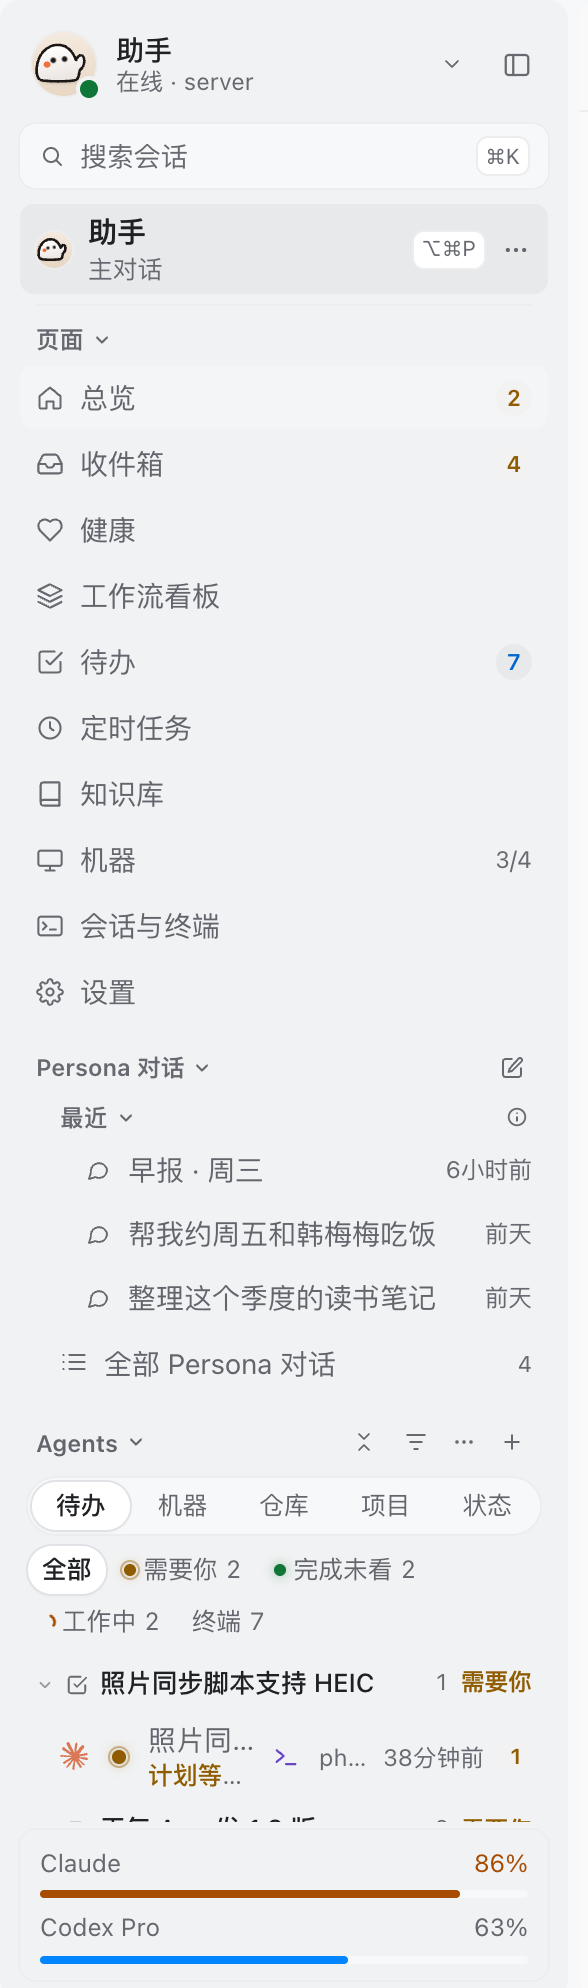 助手
在线 · server
搜索会话 ⌘K
助手
主对话 ⌥⌘P
页面
总览 2
收件箱 4
健康
工作流看板
待办 7
定时任务
知识库
机器 3/4
会话与终端
设置
Persona 对话
最近
早报 · 周三 6小时前
帮我约周五和韩梅梅吃饭 前天
整理这个季度的读书笔记 前天
全部 Persona 对话 4
Agents
待办 机器 仓库 项目 状态
全部 需要你 2 完成未看 2
工作中 2 终端 7
照片同步脚本支持 HEIC 1 需要你
照片同... ph... 38分钟前 1
计划等...
Claude 86%
Codex Pro 63%